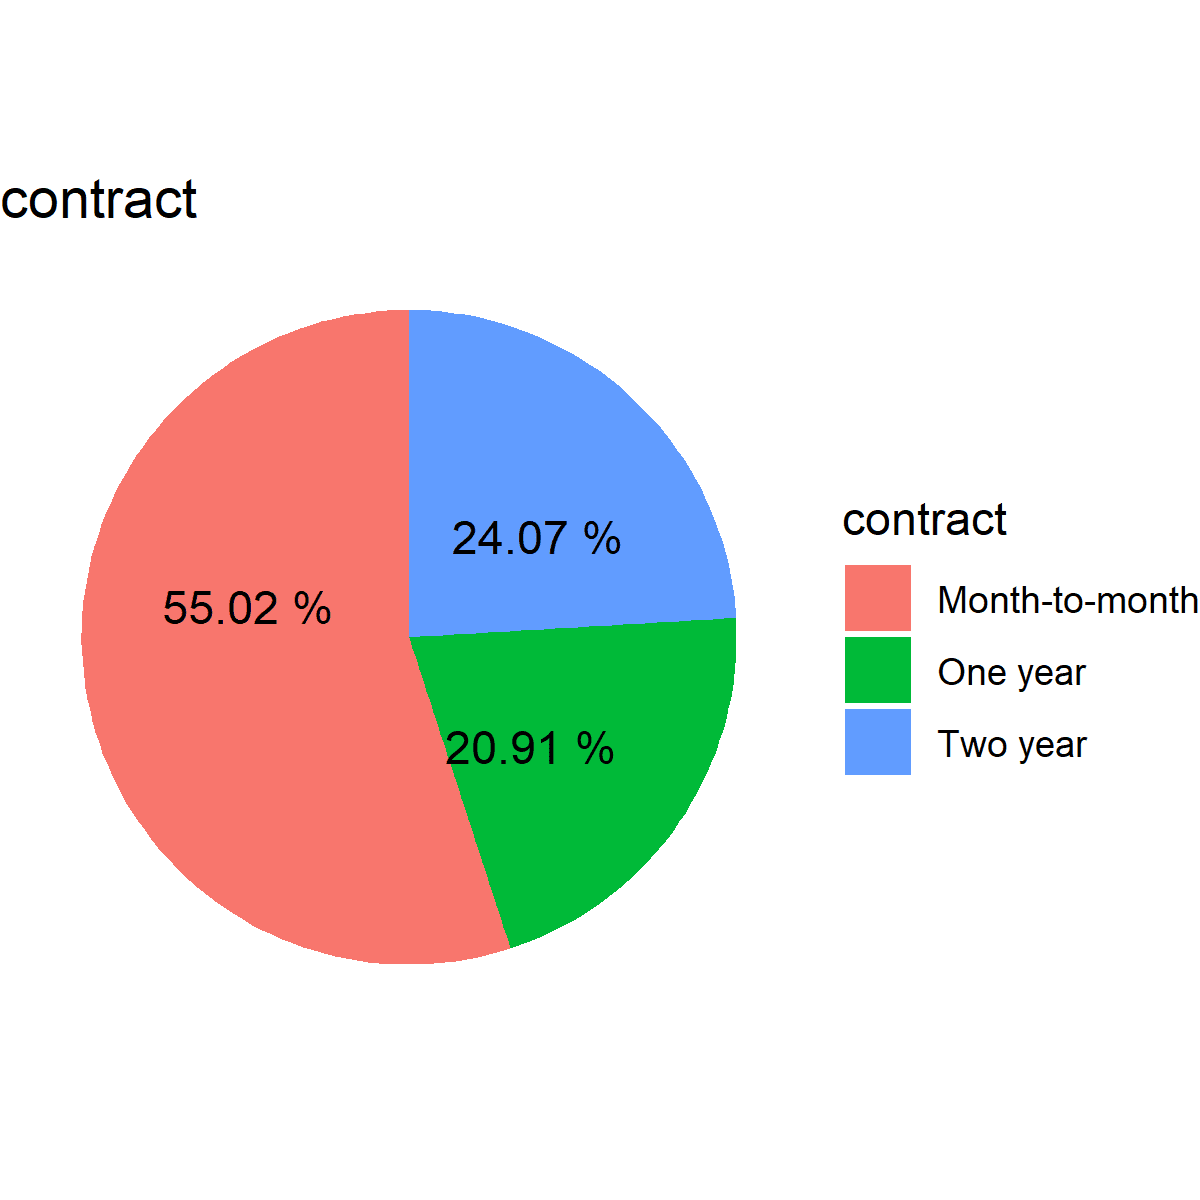 contract
24.07 %
55.02 %
20.91 %
contract
Month-to-month
One year
Two year